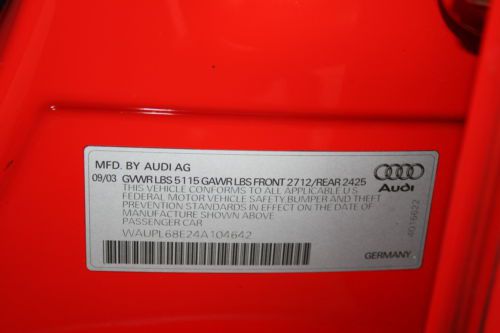 MFD. BY AUDI AG
09/03 GVWR LBS 5115 GAWR LBS FRONT 2712/REAR 2425
THIS VEHICLE CONFORMS TO ALL APPLICABLE U S
FEDERAL MOTOR VEHICLE SAFETY BUMPER AND THEFT
PREVENTION STANDARDS IN EFFECT ON THE DATE OF
MANUFACTURE SHOWN ABOVE
PASSENGER CAR
WAUPL68E24A104642
Audi
4015622
GERMANY